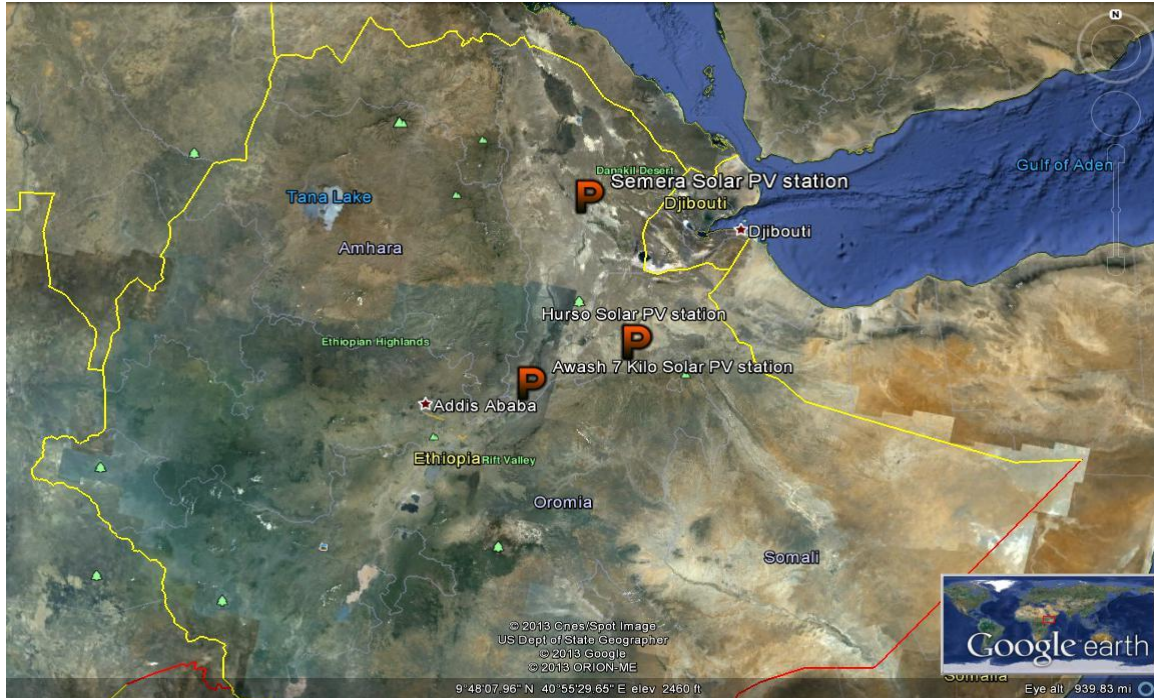 N
Gulf of Aden
Danakil Desert
P Semera Solar PV station
Tana Lake
Djibouti
Djibouti
Amhara
Hurso Solar PV station
P
Ethiopian Highlands
Awash 7 Kilo Solar PV station
P
Addis Ababa
Ethiopia
Rift Valley
Oromia
Somali
© 2013 Cnes/Spot Image
US Dept of State Geographer
© 2013 Google
© 2013 ORION-ME
Google earth
Somalia
9°48'07.96" N 40°55'29.65" E elev 2460 ft
Eye alt 939.83 mi